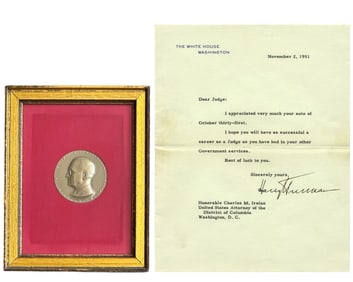 THE WHITE HOUSE
WASHINGTON
November 2, 1951
Dear Judge:
I appreciated very much your note of
October thirty-first.
I hope you will have as successful a
career as a Judge as you have had in your other
Government services.
Best of luck to you.
Sincerely yours,
Harry Truman
Honorable Charles M. Irelan
United States Attorney of the
District of Columbia
Washington, D. C.